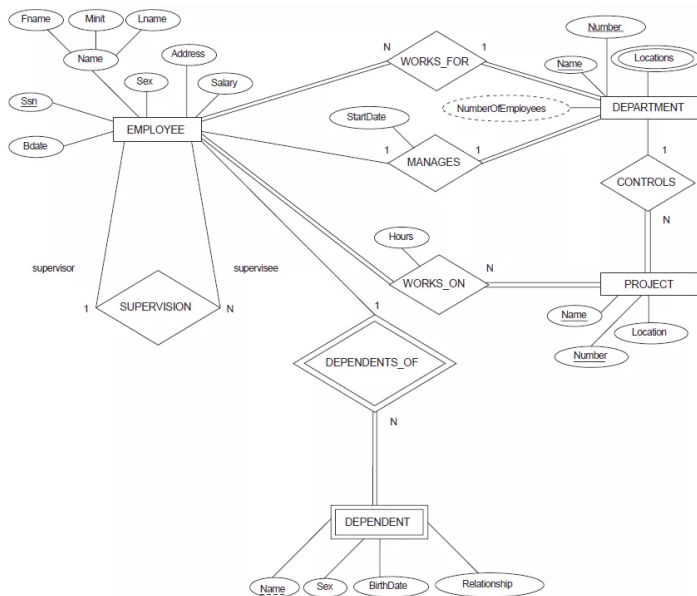 Fname
Minit
Lname
Name
Address
Sex
Salary
Ssn
Bdate
EMPLOYEE
N
WORKS_FOR
1
Number
Name
Locations
NumberOfEmployees
DEPARTMENT
StartDate
1
MANAGES
1
1
CONTROLS
N
supervisor
supervisee
1
SUPERVISION
N
Hours
WORKS_ON
N
PROJECT
Name
Number
Location
1
DEPENDENTS_OF
N
DEPENDENT
Name
Sex
BirthDate
Relationship